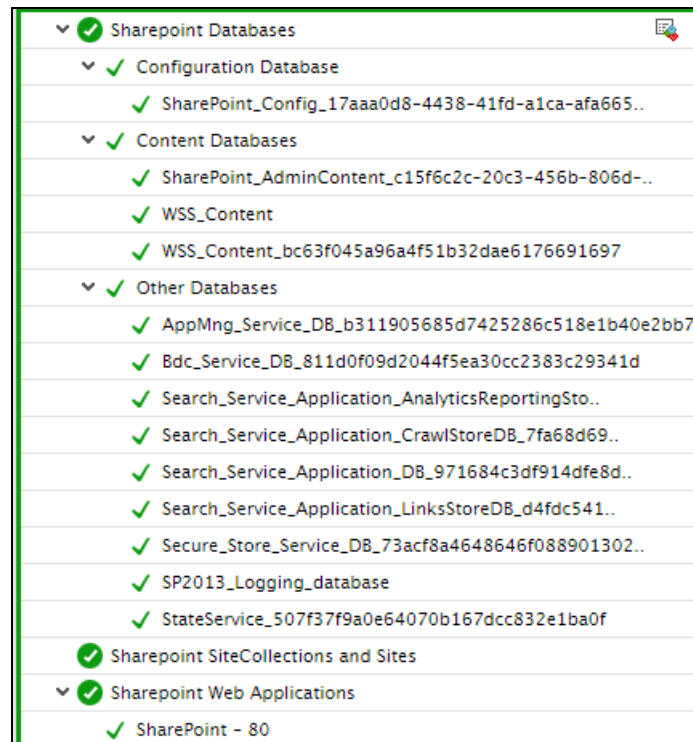 Sharepoint Databases
Configuration Database
SharePoint_Config_17aaa0d8-4438-41fd-a1ca-afa665..
Content Databases
SharePoint_AdminContent_c15f6c2c-20c3-456b-806d-..
WSS_Content
WSS_Content_bc63f045a96a4f51b32dae6176691697
Other Databases
AppMng_Service_DB_b311905685d7425286c518e1b40e2bb7
Bdc_Service_DB_811d0f09d2044f5ea30cc2383c29341d
Search_Service_Application_AnalyticsReportingSto..
Search_Service_Application_CrawlStoreDB_7fa68d69..
Search_Service_Application_DB_971684c3df914dfe8d..
Search_Service_Application_LinksStoreDB_d4fdc541..
Secure_Store_Service_DB_73acf8a4648646f088901302..
SP2013_Logging_database
StateService_507f37f9a0e64070b167dcc832e1ba0f
Sharepoint SiteCollections and Sites
Sharepoint Web Applications
SharePoint - 80